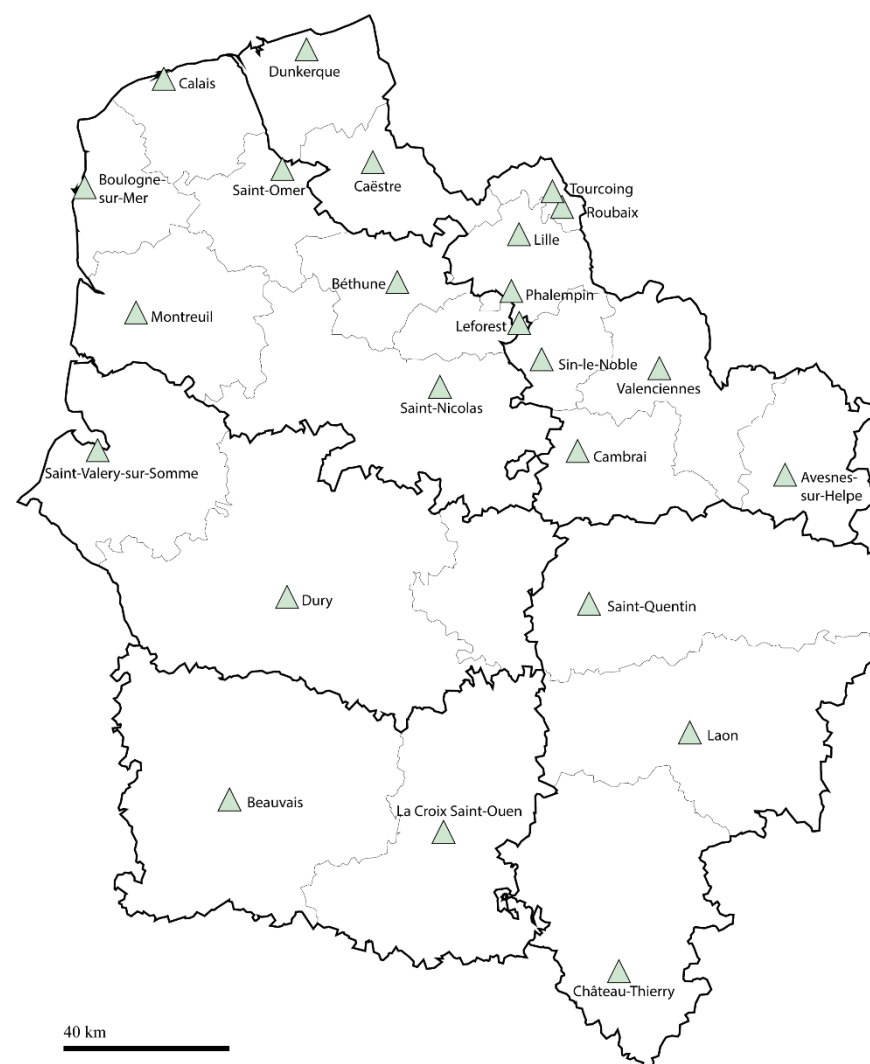 Dunkerque
Calais
Boulogne-
sur-Mer
Saint-Omer
Caëstre
Tourcoing
Roubaix
Lille
Béthune
Phalempin
Montreuil
Leforest
Sin-le-Noble
Valenciennes
Saint-Nicolas
Cambrai
Saint-Valery-sur-Somme
Avesnes-
sur-Helpe
Dury
Saint-Quentin
Laon
Beauvais
La Croix Saint-Ouen
Château-Thierry
40 km